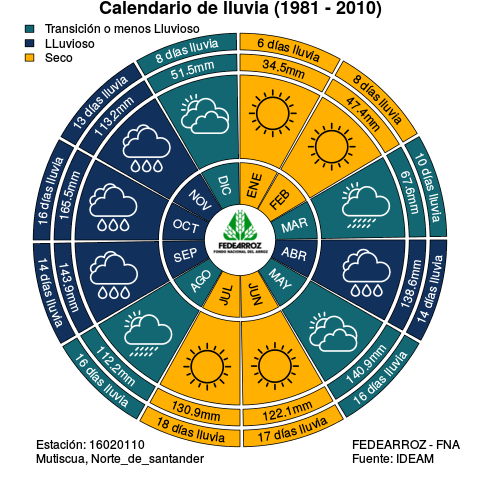 Calendario de lluvia (1981 - 2010)
Transición o menos Lluvioso
LLuvioso
Seco
6 días lluvia
34.5mm
ENE
8 días lluvia
47.4mm
FEB
10 días lluvia
67.6mm
MAR
14 días lluvia
138.6mm
ABR
16 días lluvia
140.9mm
MAY
17 días lluvia
122.1mm
JUN
18 días lluvia
130.9mm
JUL
16 días lluvia
112.2mm
AGO
14 días lluvia
143.9mm
SEP
16 días lluvia
165.5mm
OCT
13 días lluvia
113.2mm
NOV
8 días lluvia
51.5mm
DIC
FEDEARROZ
FONDO NACIONAL DEL ARROZ
Estación: 16020110
Mutiscua, Norte_de_santander
FEDEARROZ - FNA
Fuente: IDEAM